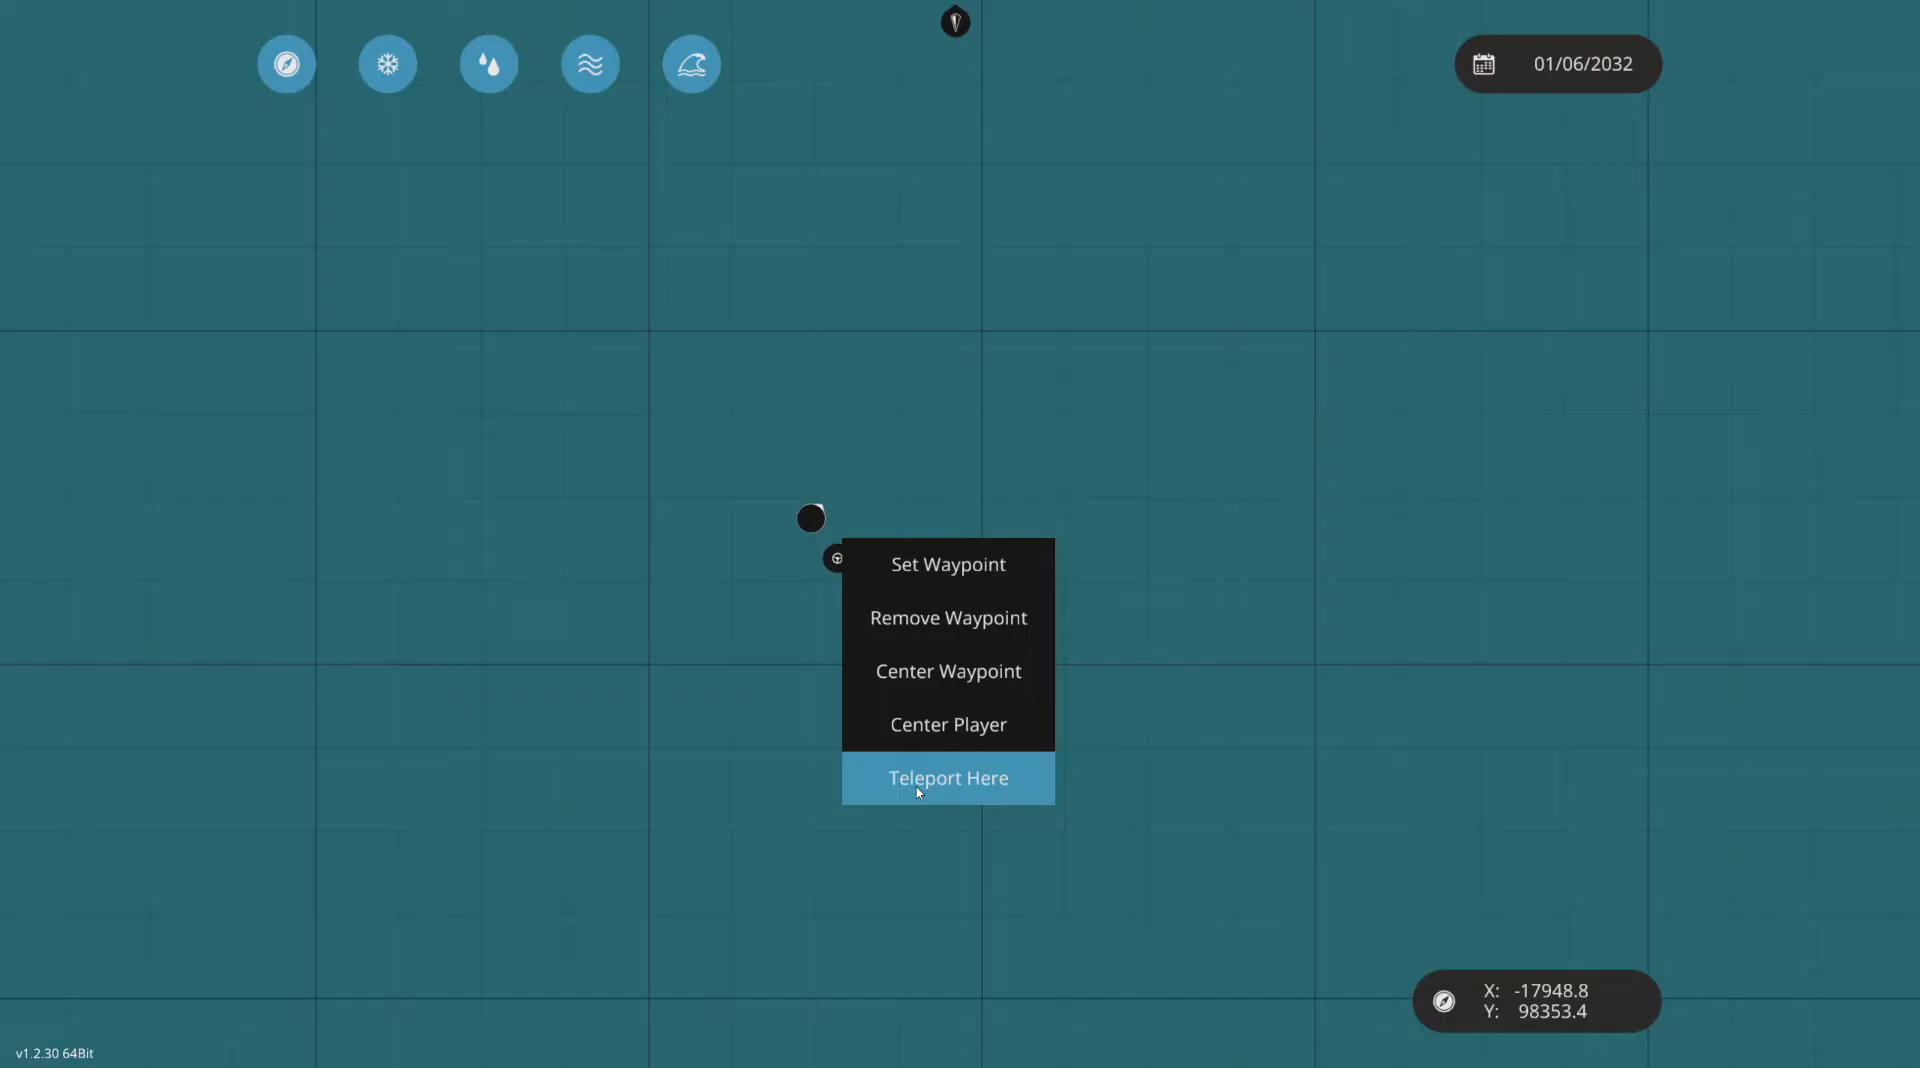 01/06/2032
Set Waypoint
Remove Waypoint
Center Waypoint
Center Player
Teleport Here
X: -17948.8
Y: 98353.4
v1.2.30 64Bit